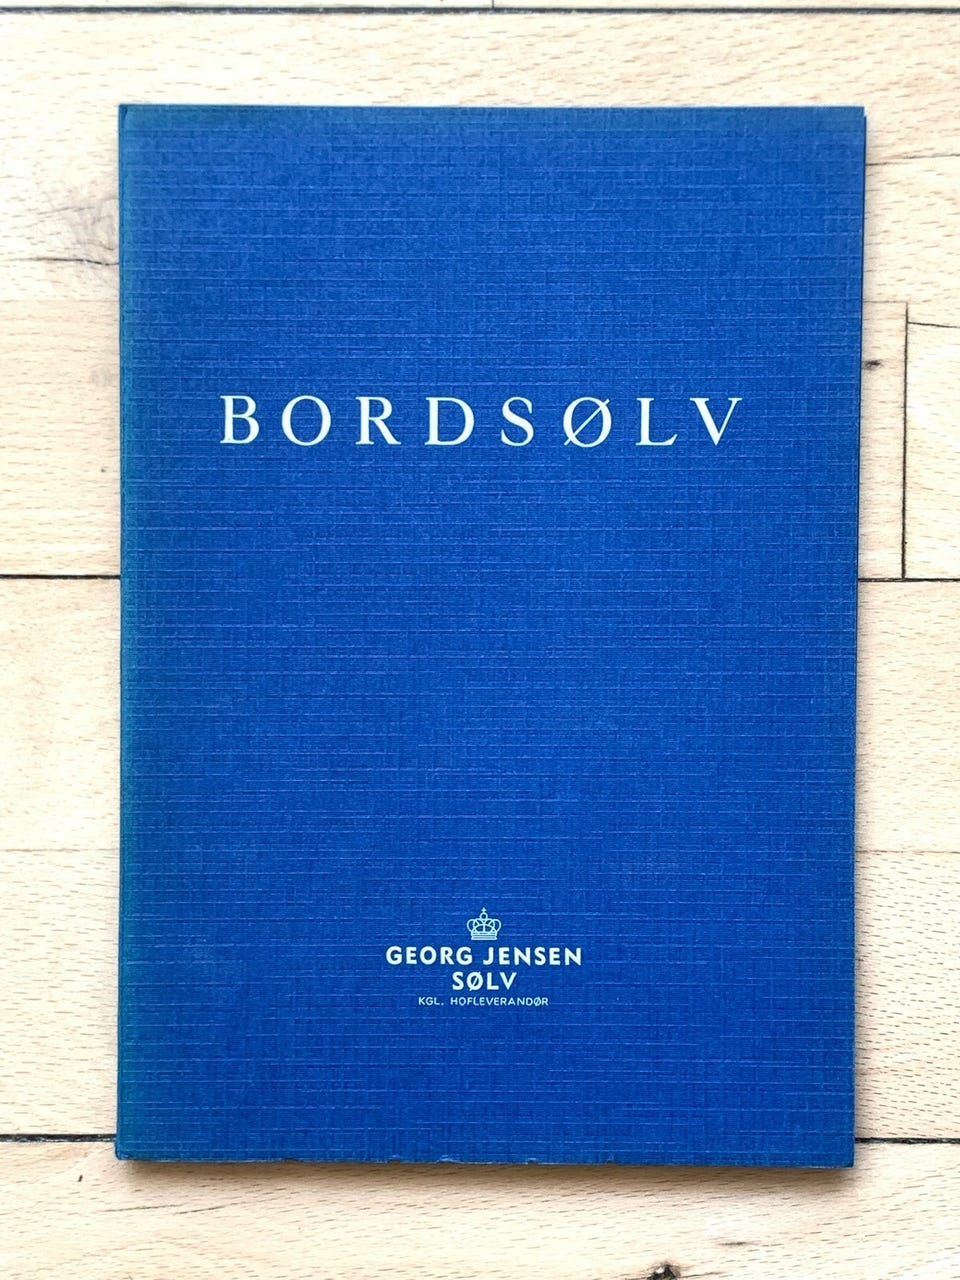 BORDSØLV
GEORG JENSEN
SØLV
KGL. HOFLEVERANDØR